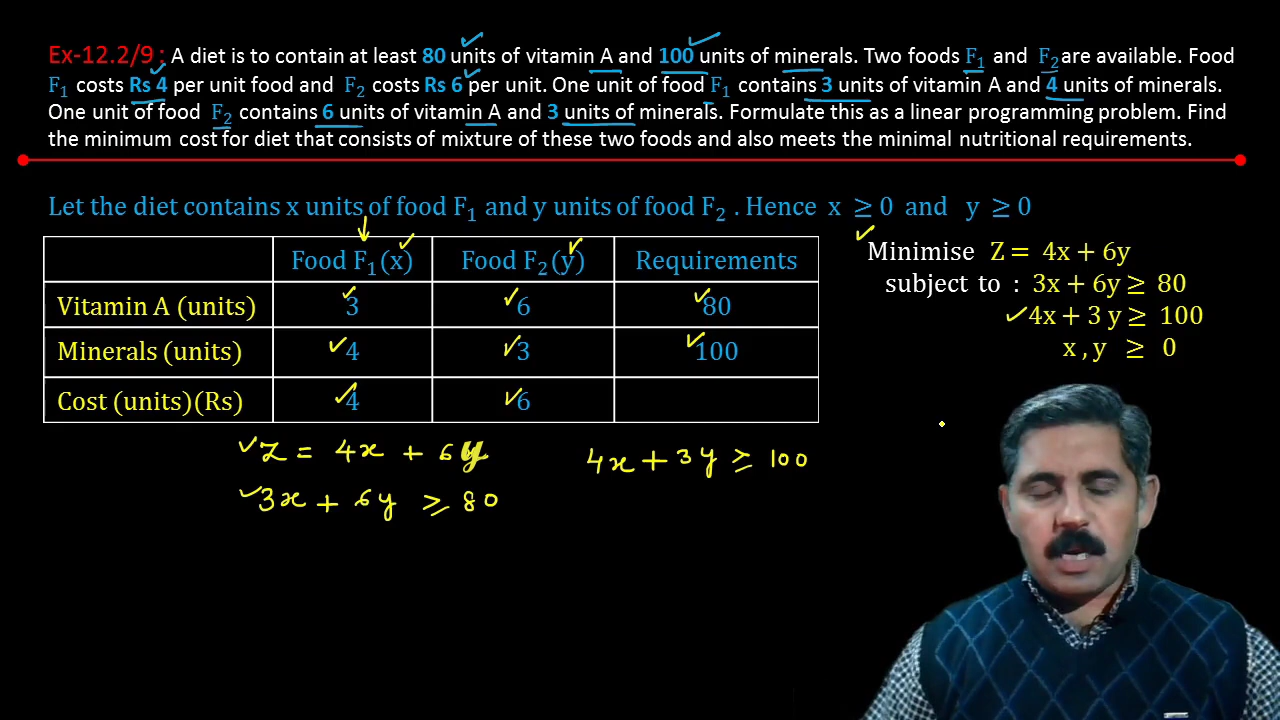 Ex-12.2/9 : A diet is to contain at least 80 units of vitamin A and 100 units of minerals. Two foods F₁ and F₂ are available. Food
F₁ costs Rs 4 per unit food and F₂ costs Rs 6 per unit. One unit of food F₁ contains 3 units of vitamin A and 4 units of minerals.
One unit of food F₂ contains 6 units of vitamin A and 3 units of minerals. Formulate this as a linear programming problem. Find
the minimum cost for diet that consists of mixture of these two foods and also meets the minimal nutritional requirements.
Let the diet contains x units of food F₁ and y units of food F₂ . Hence x ≥ 0 and y ≥ 0
Food F₁(x) Food F₂(y) Requirements
Vitamin A (units) 3 6 80
Minerals (units) 4 3 100
Cost (units)(Rs) 4 6
Minimise Z = 4x + 6y
subject to : 3x + 6y ≥ 80
4x + 3 y ≥ 100
x , y ≥ 0
Z = 4x + 6y
3x + 6y ≥ 80
4x + 3y ≥ 100